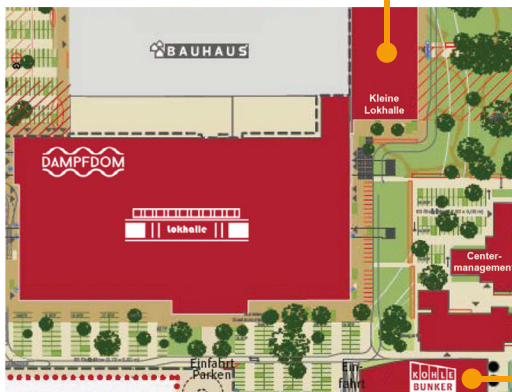 BAUHAUS
Kleine
Lokhalle
DAMPFDOM
Lokhalle
Center-
management
Einfahrt
Parken
Ein-
fahrt
KOHLE
BUNKER